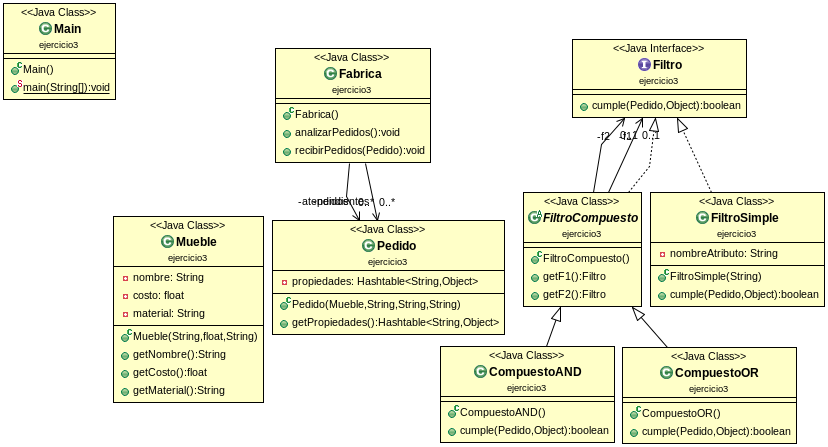 <<Java Class>>
Main
ejercicio3
Main()
main(String[]):void
<<Java Class>>
Fabrica
ejercicio3
Fabrica()
analizarPedidos():void
recibirPedidos(Pedido):void
<<Java Interface>>
Filtro
ejercicio3
cumple(Pedido,Object):boolean
-f2
-f1
0..1
0..*
0..*
<<Java Class>>
Mueble
ejercicio3
nombre: String
costo: float
material: String
Mueble(String,float,String)
getNombre():String
getCosto():float
getMaterial():String
<<Java Class>>
Pedido
ejercicio3
propiedades: Hashtable<String,Object>
Pedido(Mueble,String,String,String)
getPropiedades():Hashtable<String,Object>
<<Java Class>>
FiltroCompuesto
ejercicio3
FiltroCompuesto()
getF1():Filtro
getF2():Filtro
<<Java Class>>
FiltroSimple
ejercicio3
nombreAtributo: String
FiltroSimple(String)
cumple(Pedido,Object):boolean
<<Java Class>>
CompuestoAND
ejercicio3
CompuestoAND()
cumple(Pedido,Object):boolean
<<Java Class>>
CompuestoOR
ejercicio3
CompuestoOR()
cumple(Pedido,Object):boolean